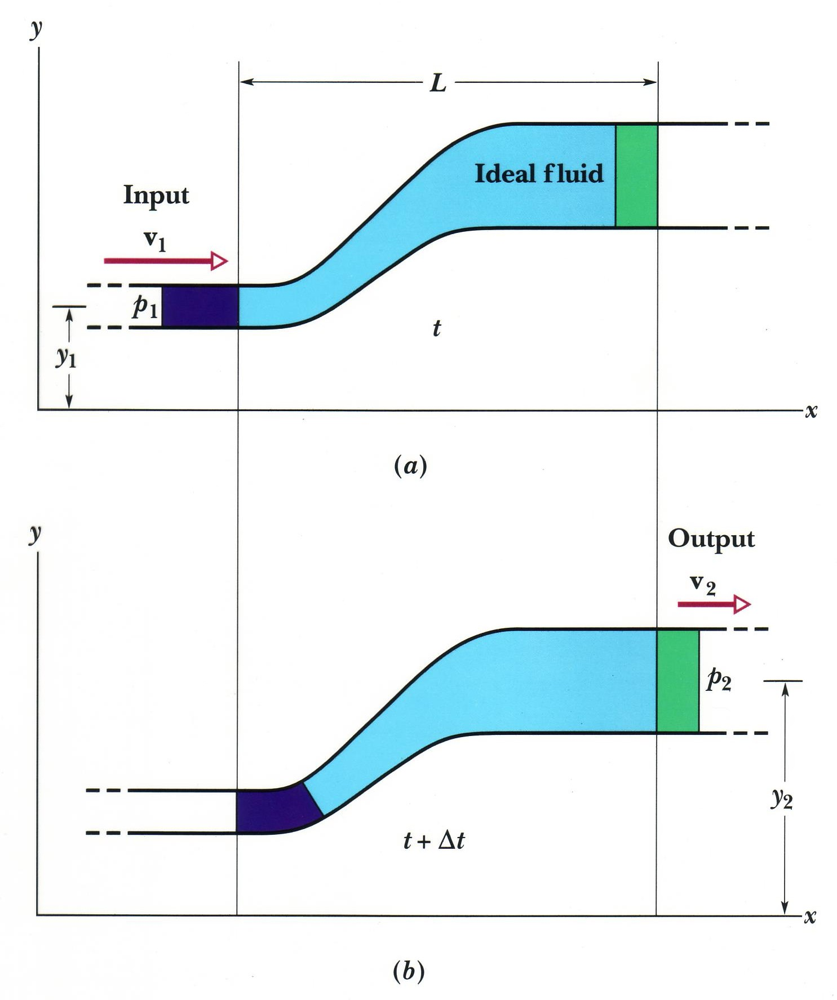 y
L
Ideal fluid
Input
v1
p1
y1
t
x
(a)
y
Output
v2
p2
y2
t + Δt
x
(b)